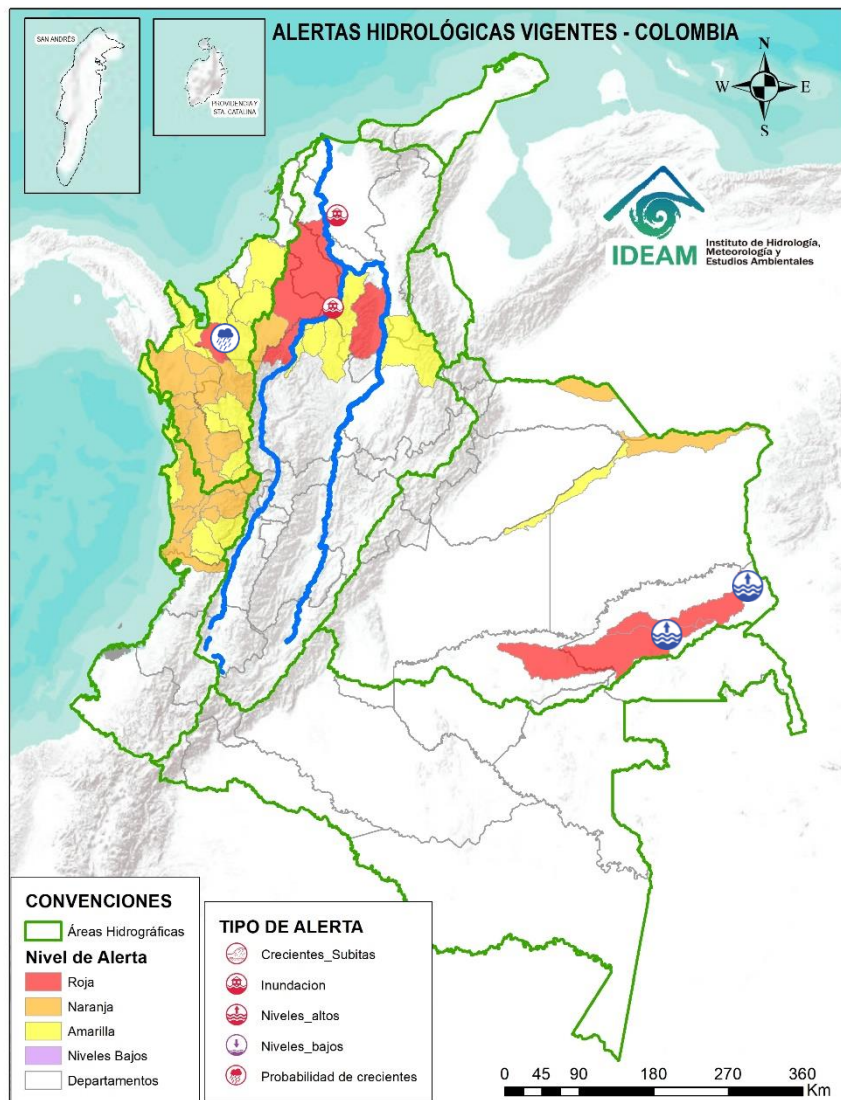 ALERTAS HIDROLÓGICAS VIGENTES - COLOMBIA
SAN ANDRÉS
PROVIDENCIA Y
STA. CATALINA
N
W E
S
IDEAM
Instituto de Hidrología,
Meteorología y
Estudios Ambientales
CONVENCIONES
Áreas Hidrográficas
Nivel de Alerta
Roja
Naranja
Amarilla
Niveles Bajos
Departamentos
TIPO DE ALERTA
Crecientes_Subitas
Inundacion
Niveles_altos
Niveles_bajos
Probabilidad de crecientes
0 45 90 180 270 360
Km